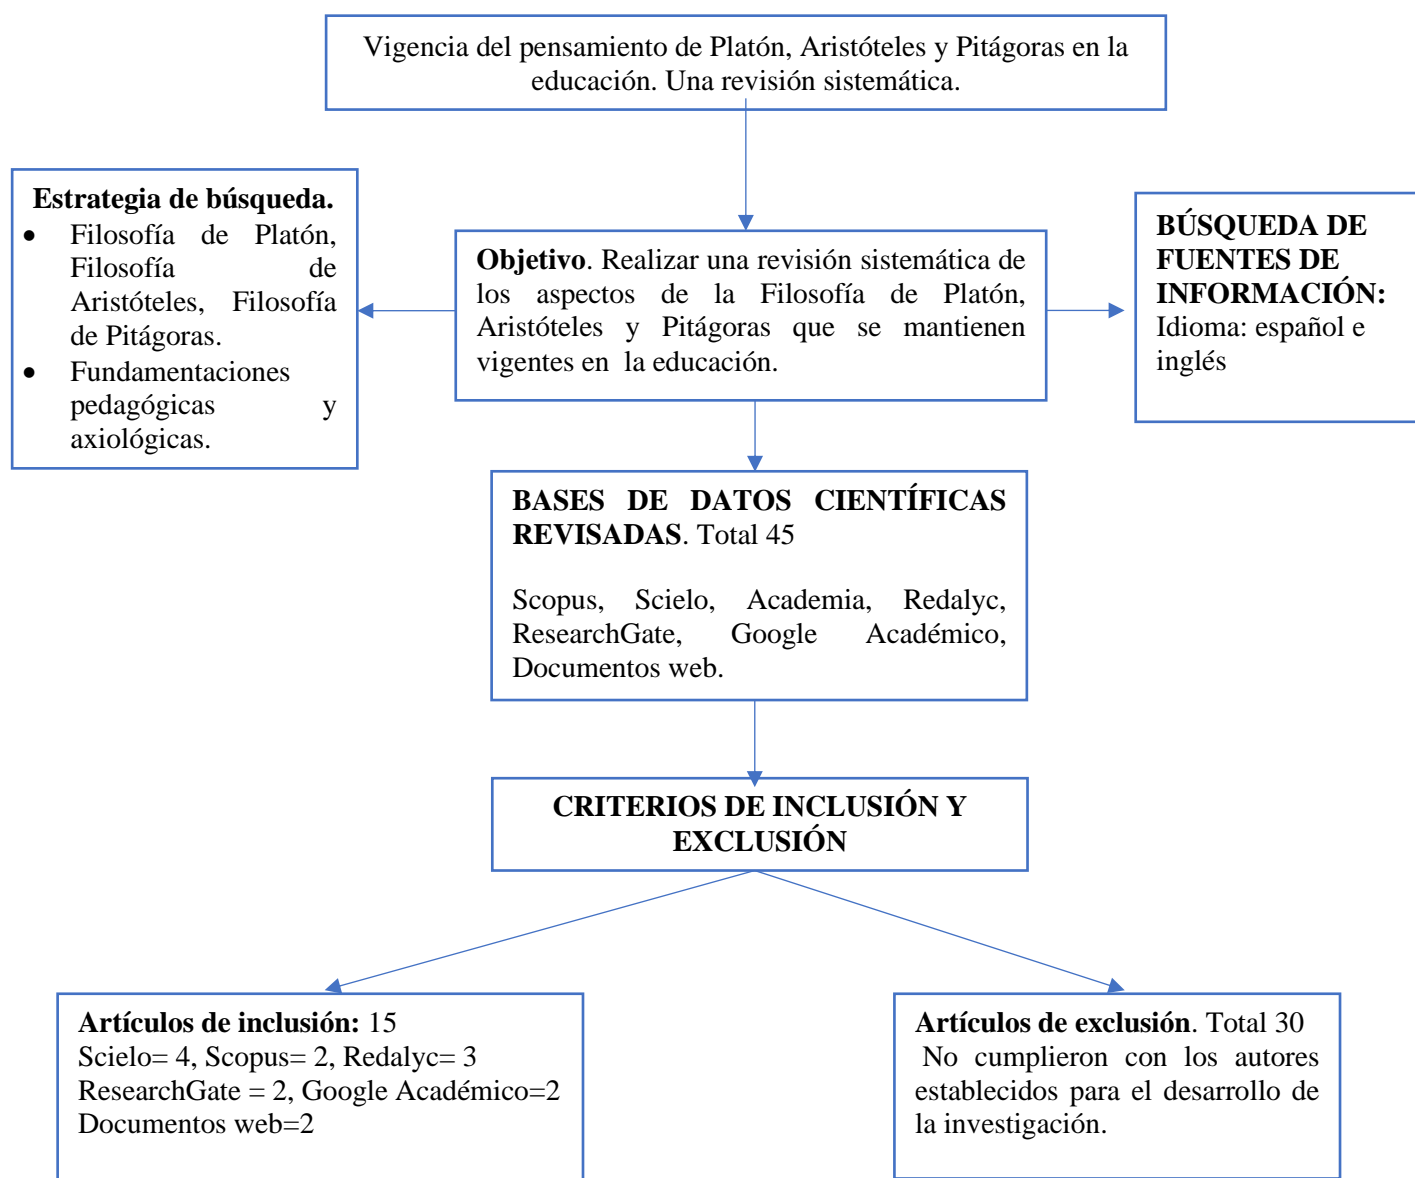 Vigencia del pensamiento de Platón, Aristóteles y Pitágoras en la
educación. Una revisión sistemática.
Estrategia de búsqueda.
• Filosofía de Platón,
Filosofía de
Aristóteles, Filosofía
de Pitágoras.
• Fundamentaciones
pedagógicas y
axiológicas.
Objetivo. Realizar una revisión sistemática de
los aspectos de la Filosofía de Platón,
Aristóteles y Pitágoras que se mantienen
vigentes en la educación.
BÚSQUEDA DE
FUENTES DE
INFORMACIÓN:
Idioma: español e
inglés
BASES DE DATOS CIENTÍFICAS
REVISADAS. Total 45
Scopus, Scielo, Academia, Redalyc,
ResearchGate, Google Académico,
Documentos web.
CRITERIOS DE INCLUSIÓN Y
EXCLUSIÓN
Artículos de inclusión: 15
Scielo= 4, Scopus= 2, Redalyc= 3
ResearchGate = 2, Google Académico=2
Documentos web=2
Artículos de exclusión. Total 30
No cumplieron con los autores
establecidos para el desarrollo de
la investigación.